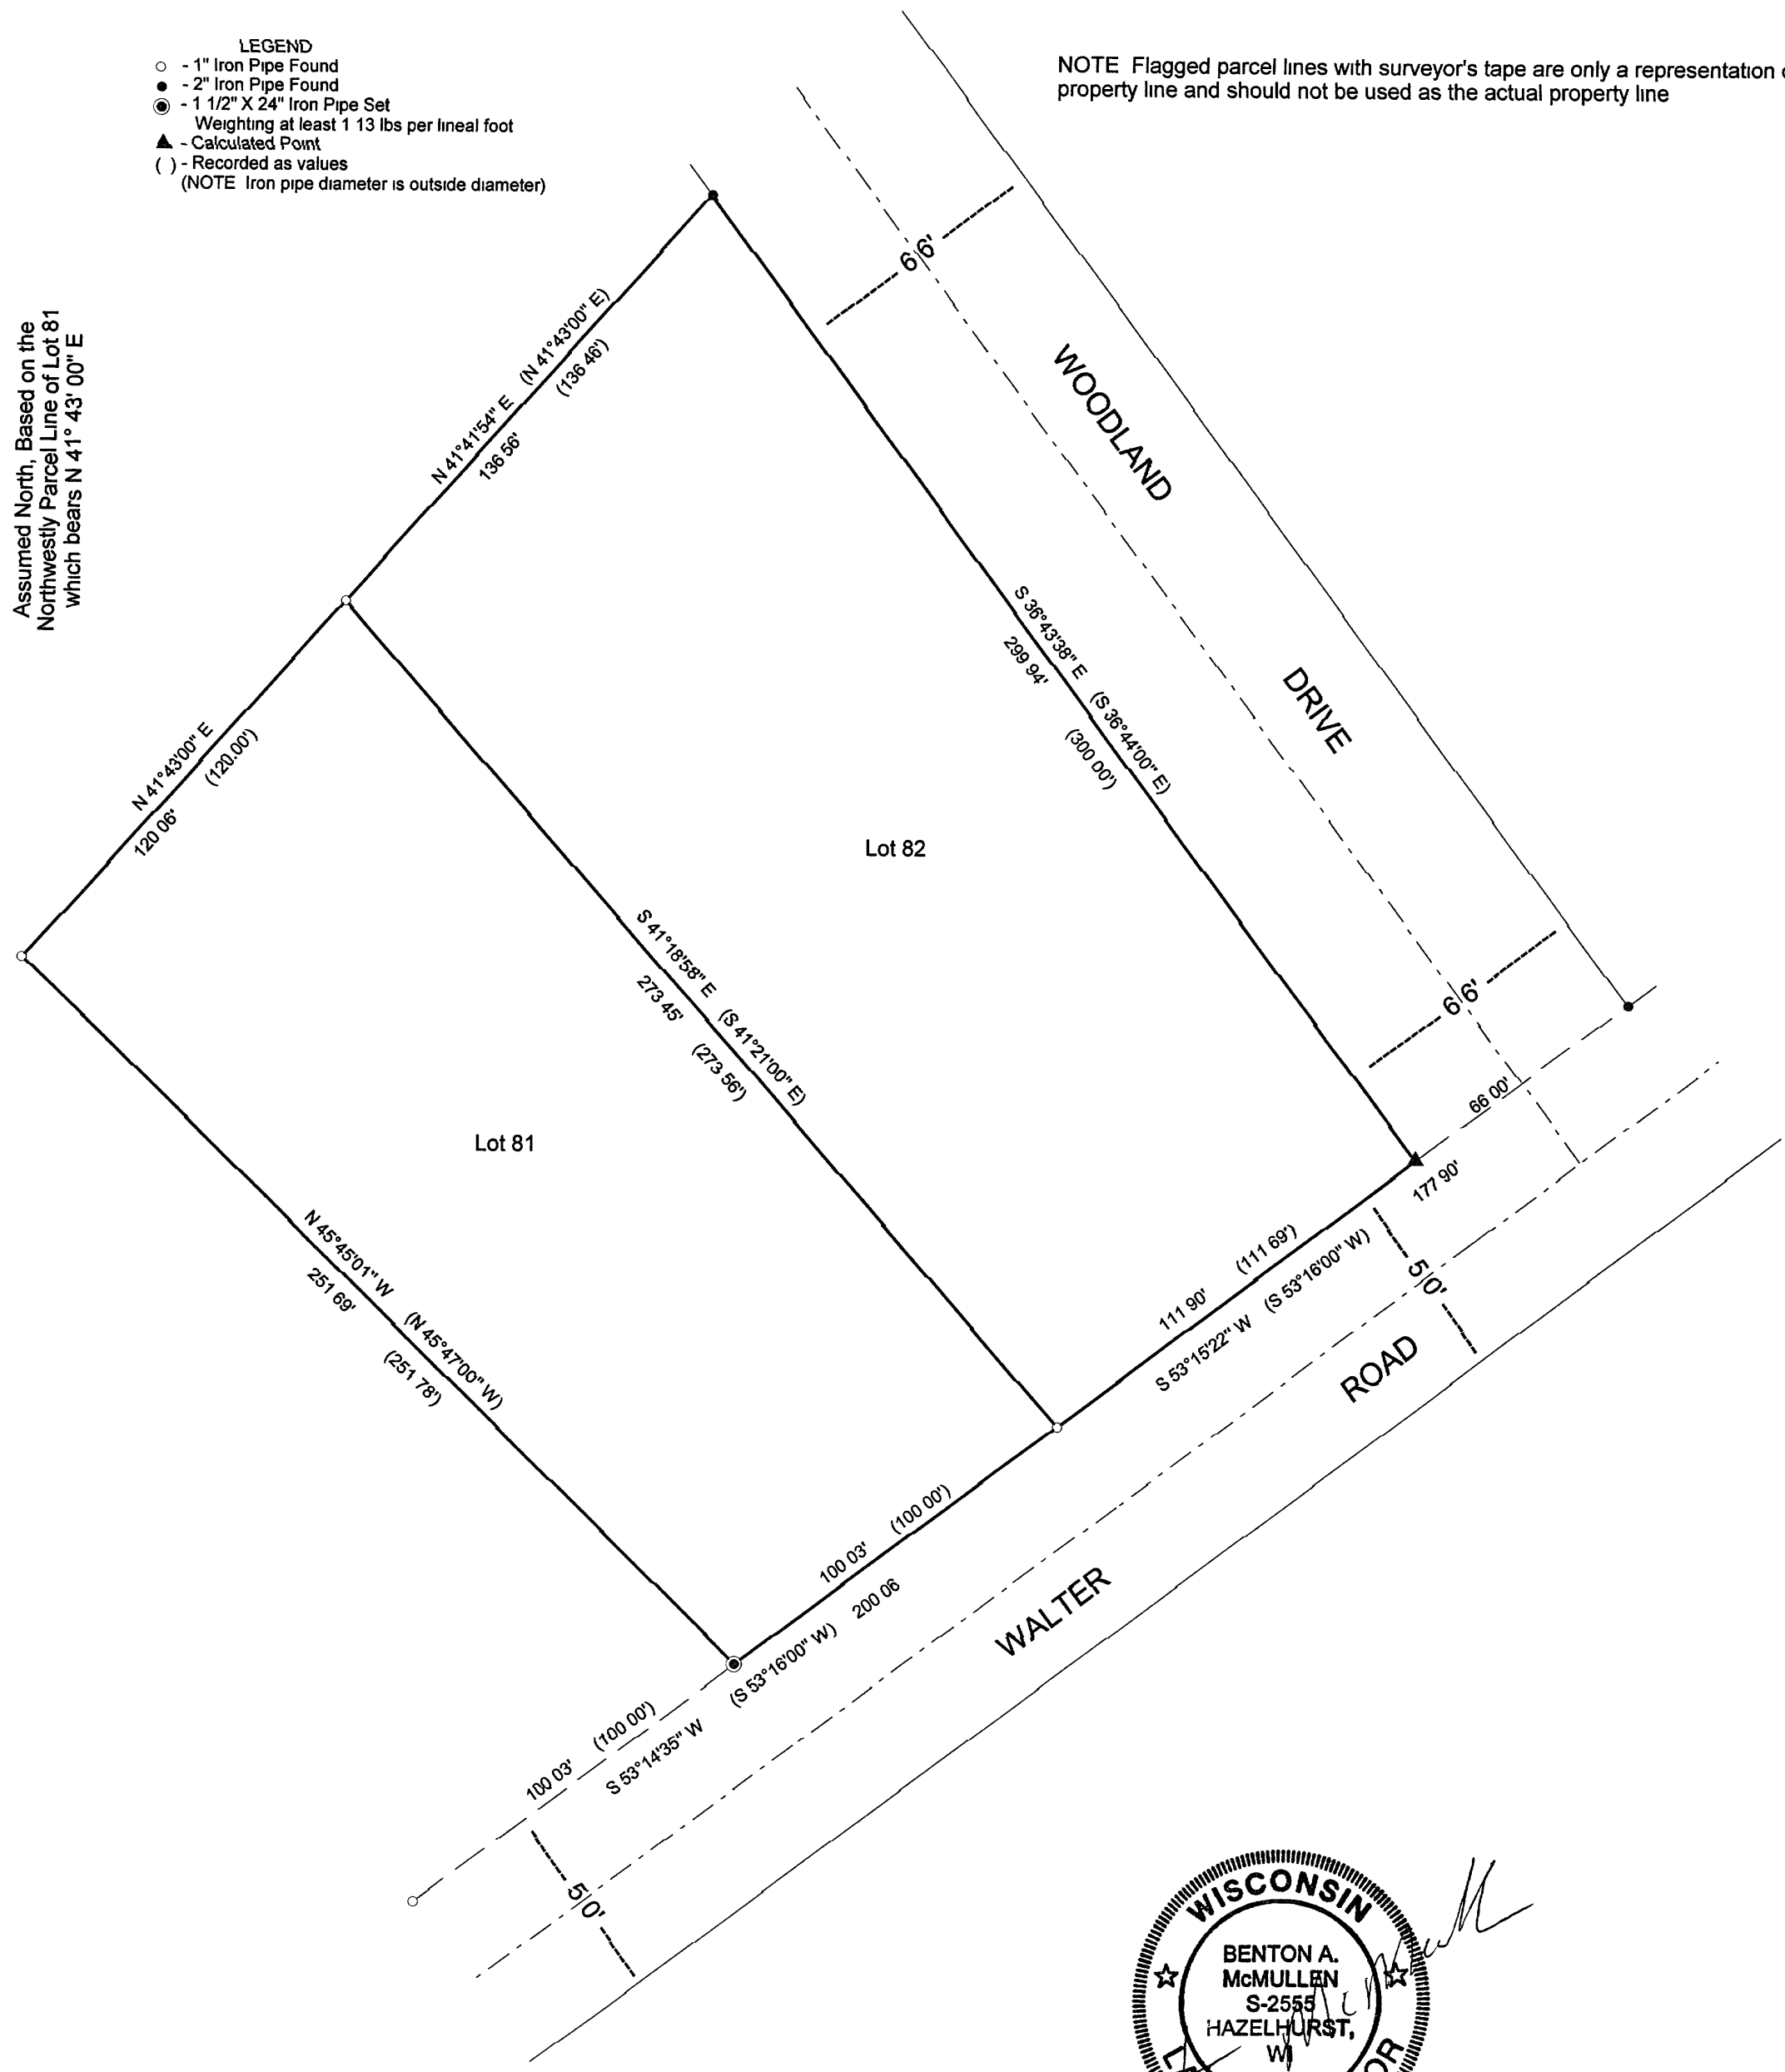 LEGEND
- 1" Iron Pipe Found
- 2" Iron Pipe Found
- 1 1/2" X 24" Iron Pipe Set
Weighting at least 1 13 lbs per lineal foot
- Calculated Point
( ) - Recorded as values
(NOTE Iron pipe diameter is outside diameter)
NOTE Flagged parcel lines with surveyor's tape are only a representation
property line and should not be used as the actual property line
Assumed North, Based on the
Northwestly Parcel Line of Lot 81
which bears N 41° 43' 00" E
66'
N 41°41'54" E (N 41°43'00" E)
136 56' (136 46')
WOODLAND
DRIVE
S 36°43'38" E (S 36°44'00" E)
299 94' (300 00')
N 41°43'00" E
120 06' (120.00')
Lot 82
S 41°18'58" E (S 41°21'00" E)
273 45' (273 56')
66'
66 00'
Lot 81
177 90'
N 45°45'01" W (N 45°47'00" W)
251 69' (251 78')
111 90' (111 69')
S 53°15'22" W (S 53°16'00" W)
50'
ROAD
WALTER
100 03' (100 00')
(S 53°16'00" W) 200 06
100 03' (100 00')
S 53°14'35" W
50'
WISCONSIN
BENTON A.
McMULLEN
S-2555
HAZELHURST,
WI